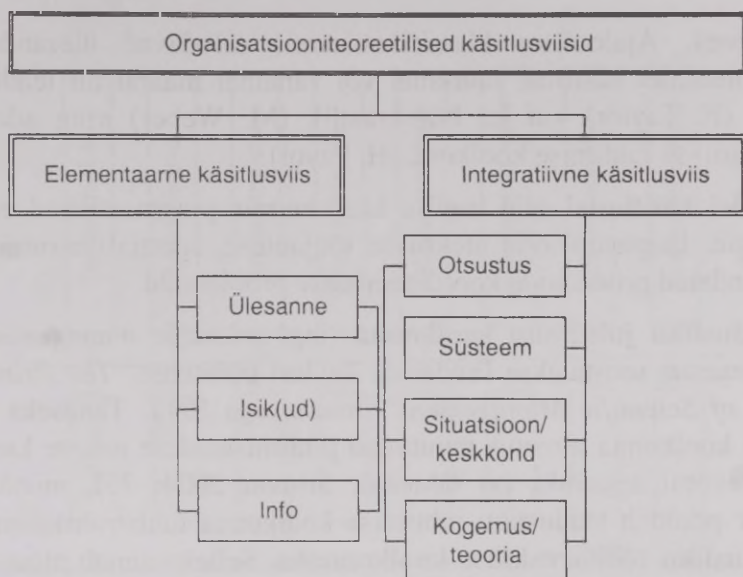 Organisatsiooniteoreetilised käsitlusviisid
Elementaarne käsitlusviis
Integratiivne käsitlusviis
Ülesanne
Isik(ud)
Info
Otsustus
Süsteem
Situatsioon/
keskkond
Kogemus/
teooria